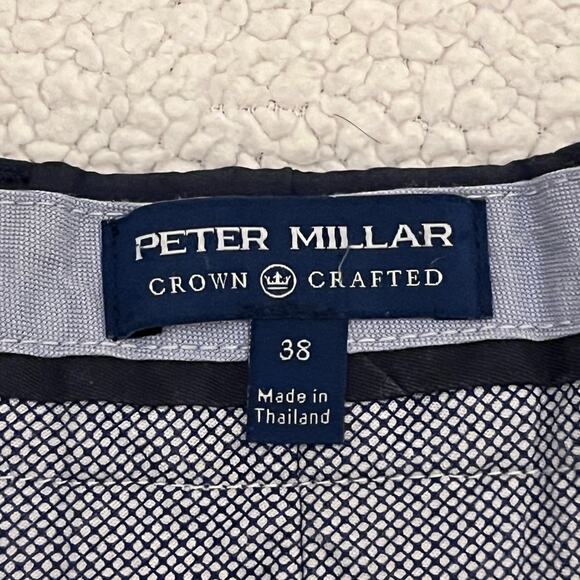 PETER MILLAR
CROWN CRAFTED
38
Made in
Thailand